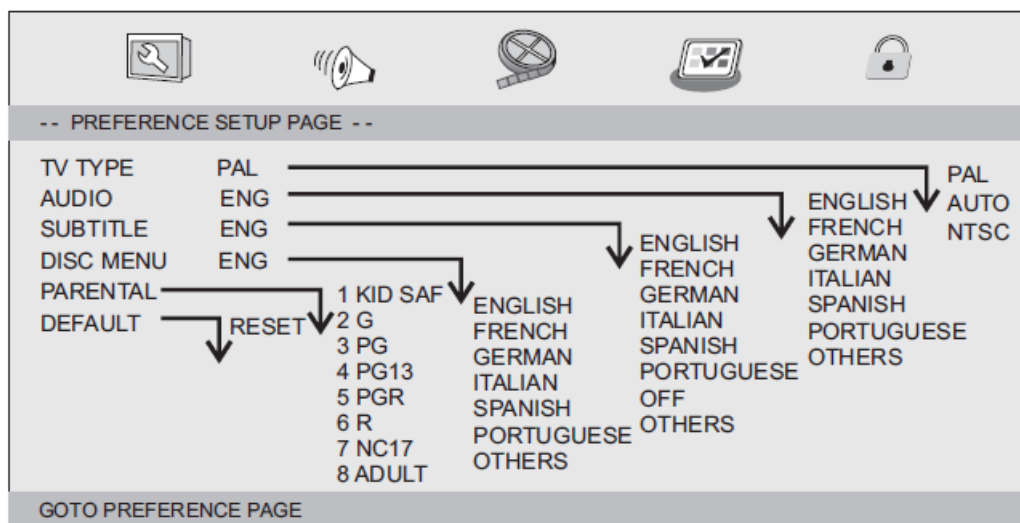 -- PREFERENCE SETUP PAGE --
TV TYPE PAL
AUDIO ENG
SUBTITLE ENG
DISC MENU ENG
PARENTAL
DEFAULT
RESET
1 KID SAF
2 G
3 PG
4 PG13
5 PGR
6 R
7 NC17
8 ADULT
ENGLISH
FRENCH
GERMAN
ITALIAN
SPANISH
PORTUGUESE
OTHERS
ENGLISH
FRENCH
GERMAN
ITALIAN
SPANISH
PORTUGUESE
OFF
OTHERS
ENGLISH
FRENCH
GERMAN
ITALIAN
SPANISH
PORTUGUESE
OTHERS
PAL
AUTO
NTSC
GOTO PREFERENCE PAGE